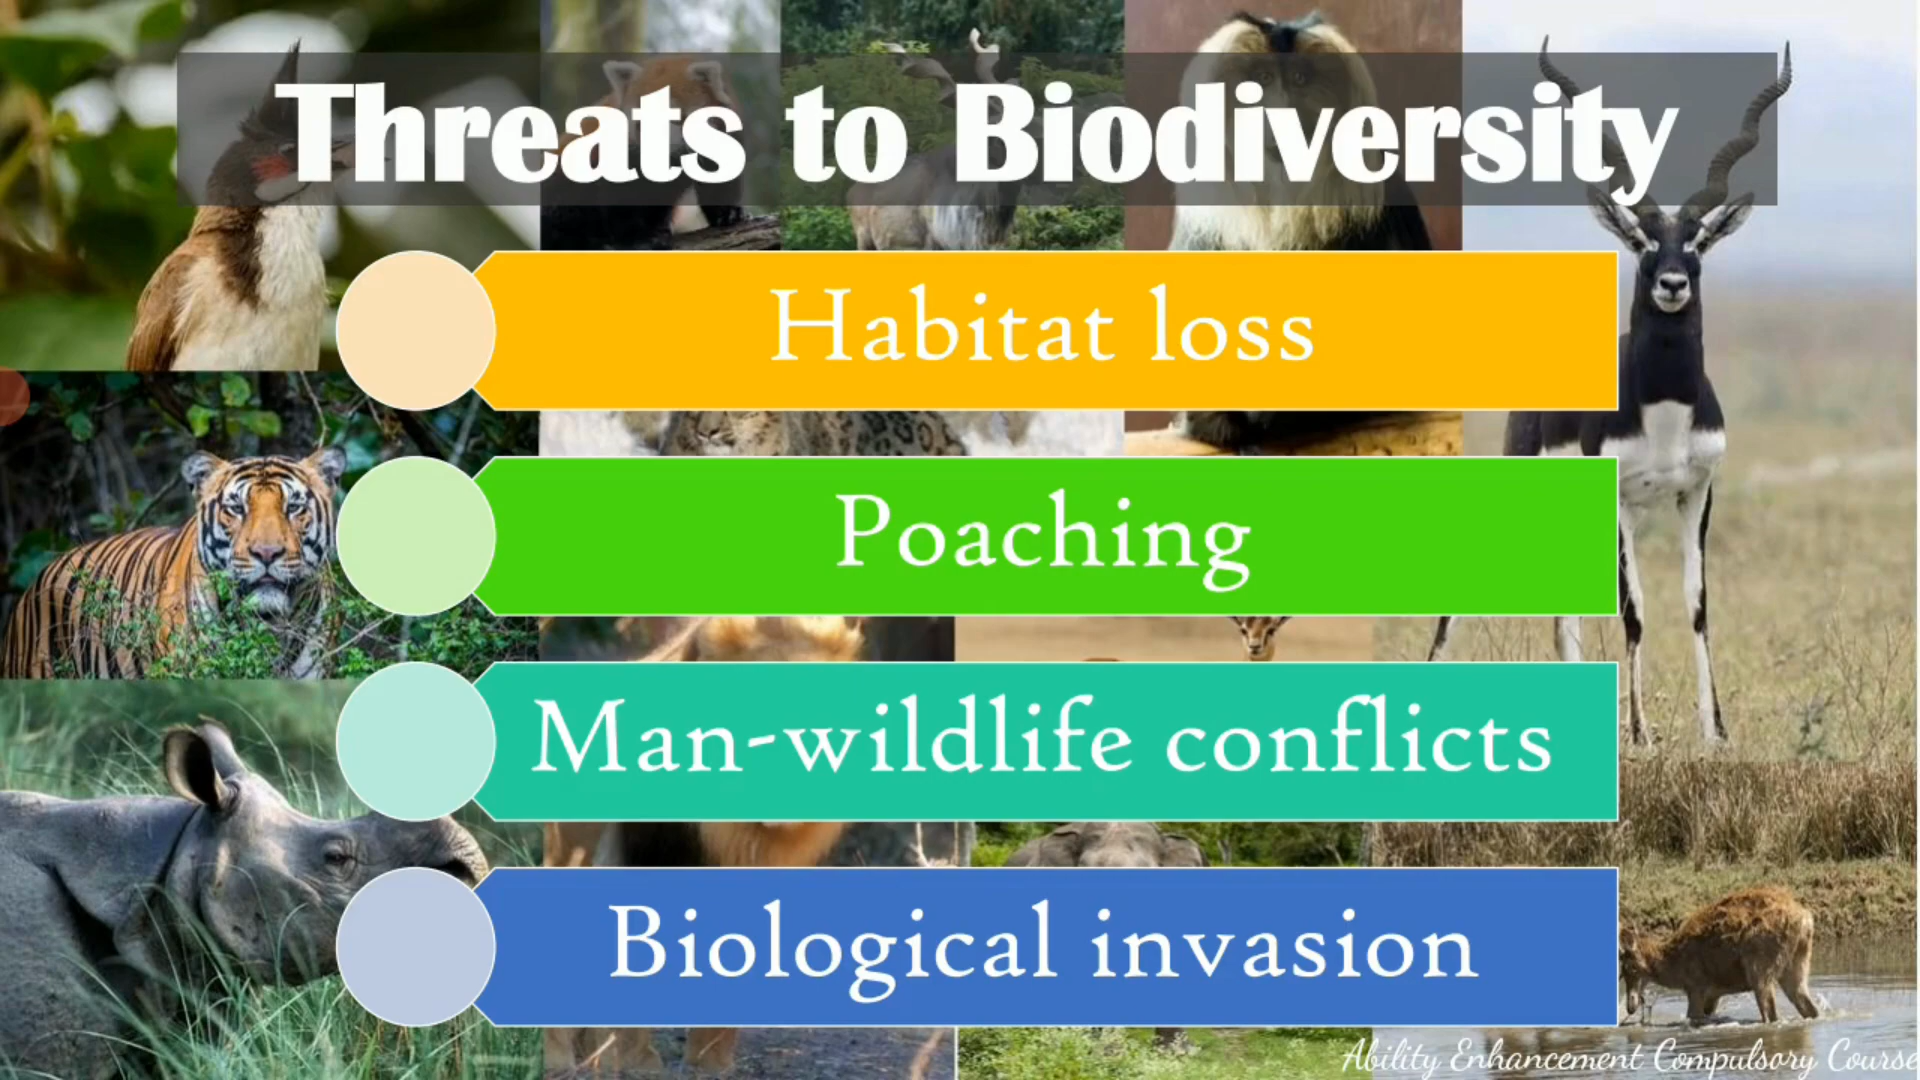 Threats to Biodiversity
Habitat loss
Poaching
Man-wildlife conflicts
Biological invasion
Ability Enhancement Compulsory Course